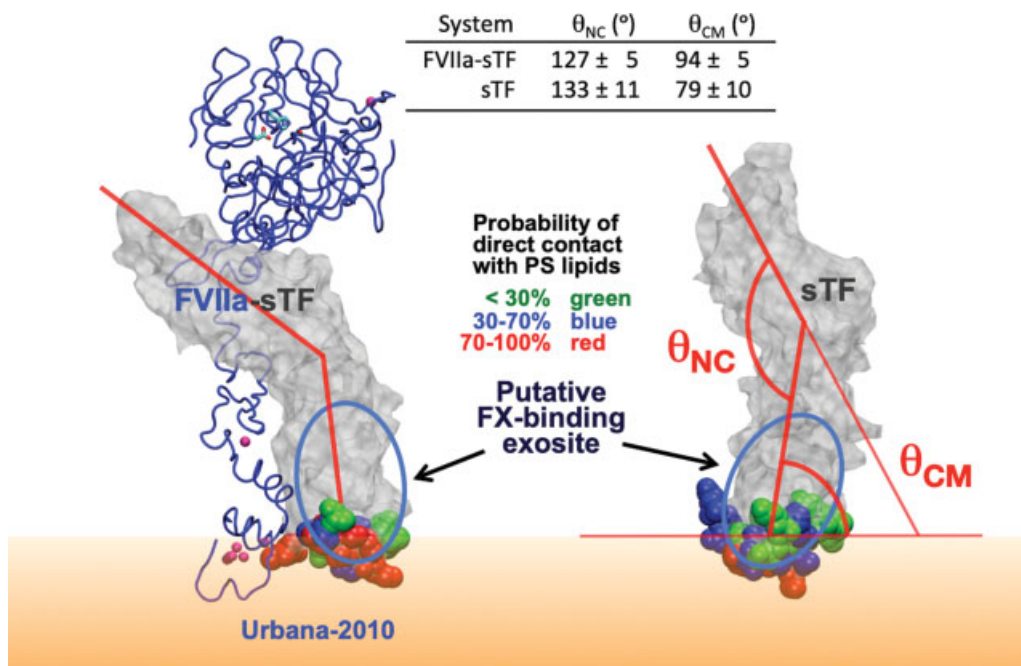 System θNC (°) θCM (°)
FVIIa-sTF 127 ± 5 94 ± 5
sTF 133 ± 11 79 ± 10
Probability of
direct contact
with PS lipids
< 30% green
30-70% blue
70-100% red
FVIIa-sTF
sTF
θNC
Putative
FX-binding
exosite
θCM
Urbana-2010